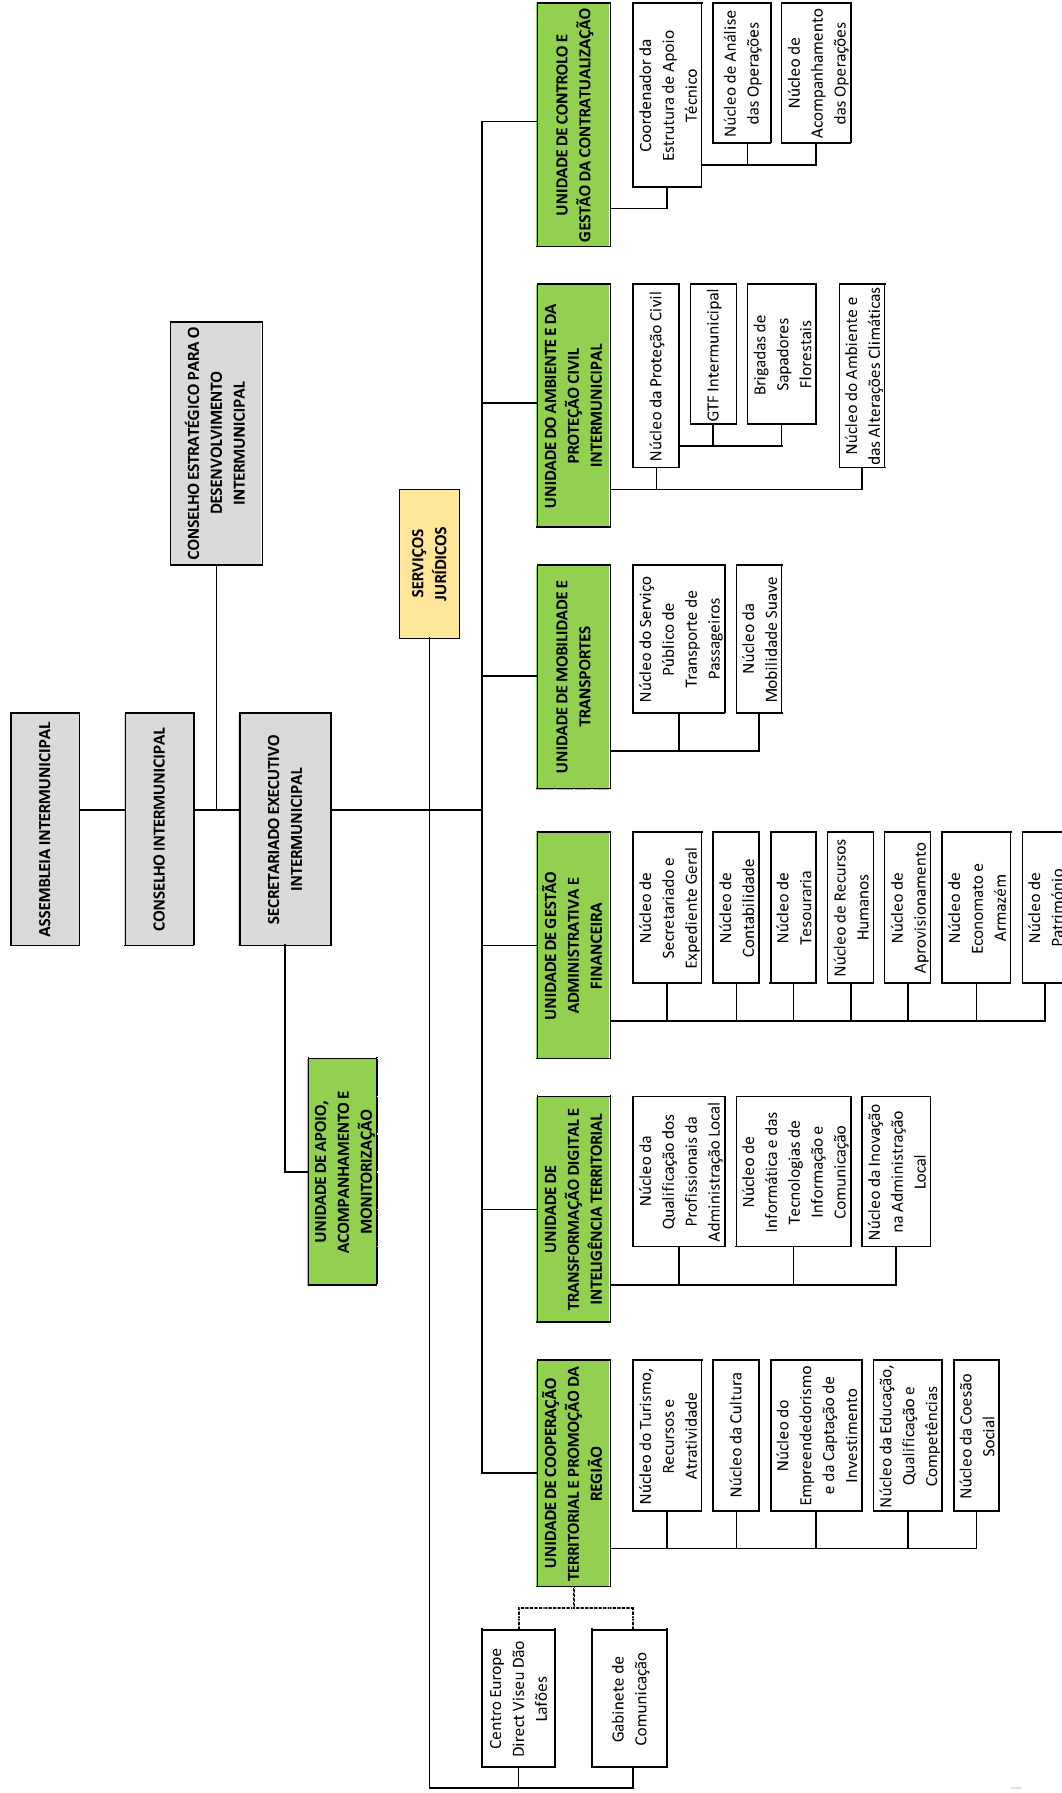 ASSEMBLEIA INTERMUNICIPAL
CONSELHO INTERMUNICIPAL
CONSELHO ESTRATÉGICO PARA O
DESENVOLVIMENTO
INTERMUNICIPAL
SECRETARIADO EXECUTIVO
INTERMUNICIPAL
UNIDADE DE APOIO,
ACOMPANHAMENTO E
MONITORIZAÇÃO
SERVIÇOS
JURÍDICOS
Centro Europe
Direct Viseu Dão
Lafões
Gabinete de
Comunicação
UNIDADE DE COOPERAÇÃO
TERRITORIAL E PROMOÇÃO DA
REGIÃO
Núcleo do Turismo,
Recursos e
Atratividade
Núcleo da Cultura
Núcleo do
Empreendedorismo
e da Captação de
Investimento
Núcleo da Educação,
Qualificação e
Competências
Núcleo da Coesão
Social
UNIDADE DE
TRANSFORMAÇÃO DIGITAL E
INTELIGÊNCIA TERRITORIAL
Núcleo da
Qualificação dos
Profissionais da
Administração Local
Núcleo de
Informática e das
Tecnologias de
Informação e
Comunicação
Núcleo da Inovação
na Administração
Local
UNIDADE DE GESTÃO
ADMINISTRATIVA E
FINANCEIRA
Núcleo de
Secretariado e
Expediente Geral
Núcleo de
Contabilidade
Núcleo de
Tesouraria
Núcleo de Recursos
Humanos
Núcleo de
Aprovisionamento
Núcleo de
Economato e
Armazém
Núcleo de
Património
UNIDADE DE MOBILIDADE E
TRANSPORTES
Núcleo do Serviço
Público de
Transporte de
Passageiros
Núcleo da
Mobilidade Suave
UNIDADE DO AMBIENTE E DA
PROTEÇÃO CIVIL
INTERMUNICIPAL
Núcleo da Proteção Civil
GTF Intermunicipal
Brigadas de
Sapadores
Florestais
Núcleo do Ambiente e
das Alterações Climáticas
UNIDADE DE CONTROLO E
GESTÃO DA CONTRATUALIZAÇÃO
Coordenador da
Estrutura de Apoio
Técnico
Núcleo de Análise
das Operações
Núcleo de
Acompanhamento
das Operações